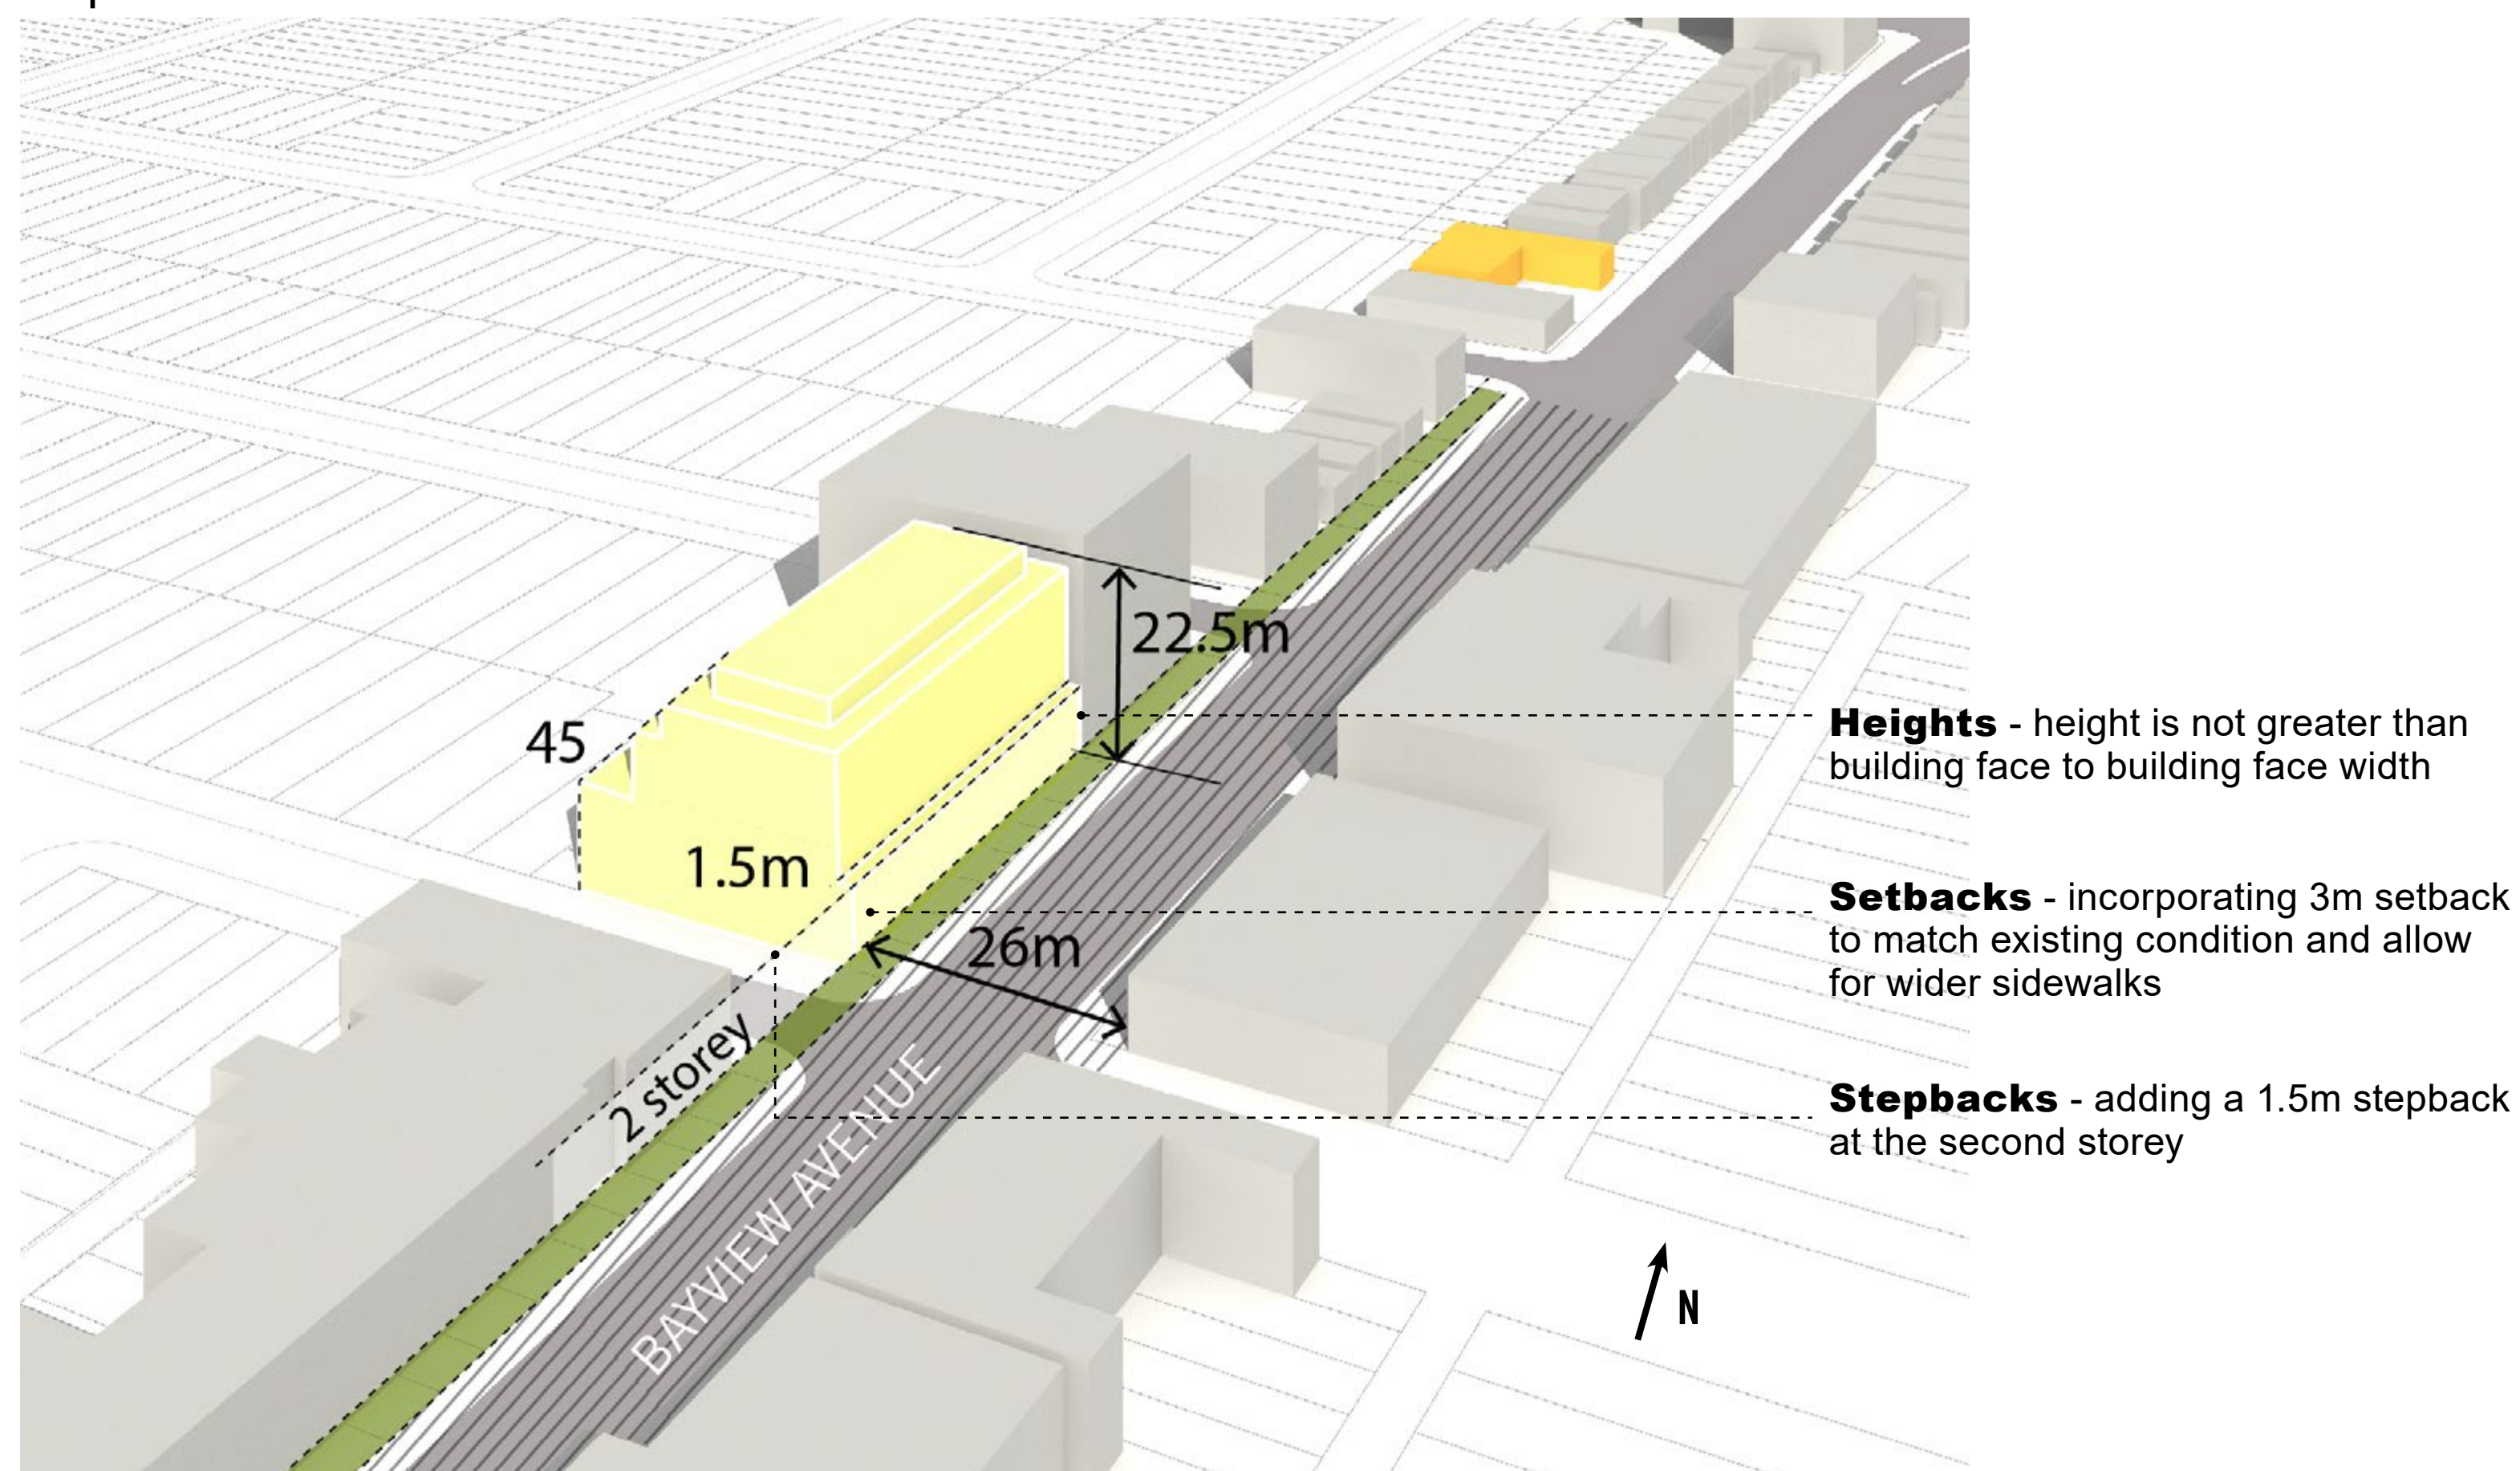 22.5m
45
1.5m
26m
2 storey
BAYVIEW AVENUE
Heights - height is not greater than
building face to building face width
Setbacks - incorporating 3m setback
to match existing condition and allow
for wider sidewalks
Stepbacks - adding a 1.5m stepback
at the second storey
N